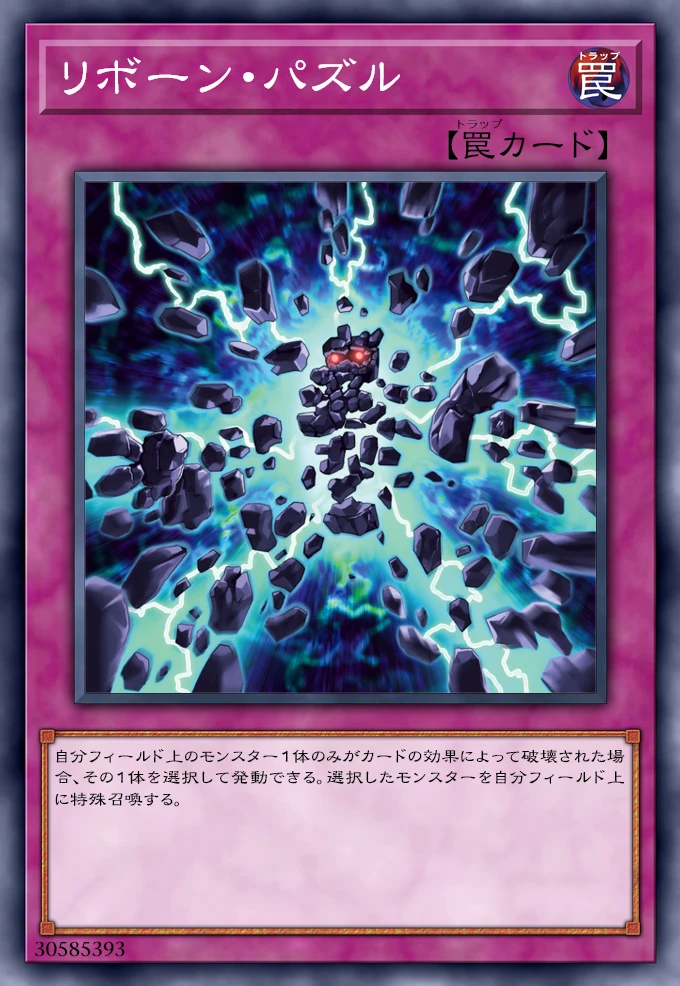 リボーン・パズル
トラップ
罠
トラップ
【罠カード】
自分フィールド上のモンスター１体のみがカードの効果によって破壊された場
合、その１体を選択して発動できる。選択したモンスターを自分フィールド上
に特殊召喚する。
30585393